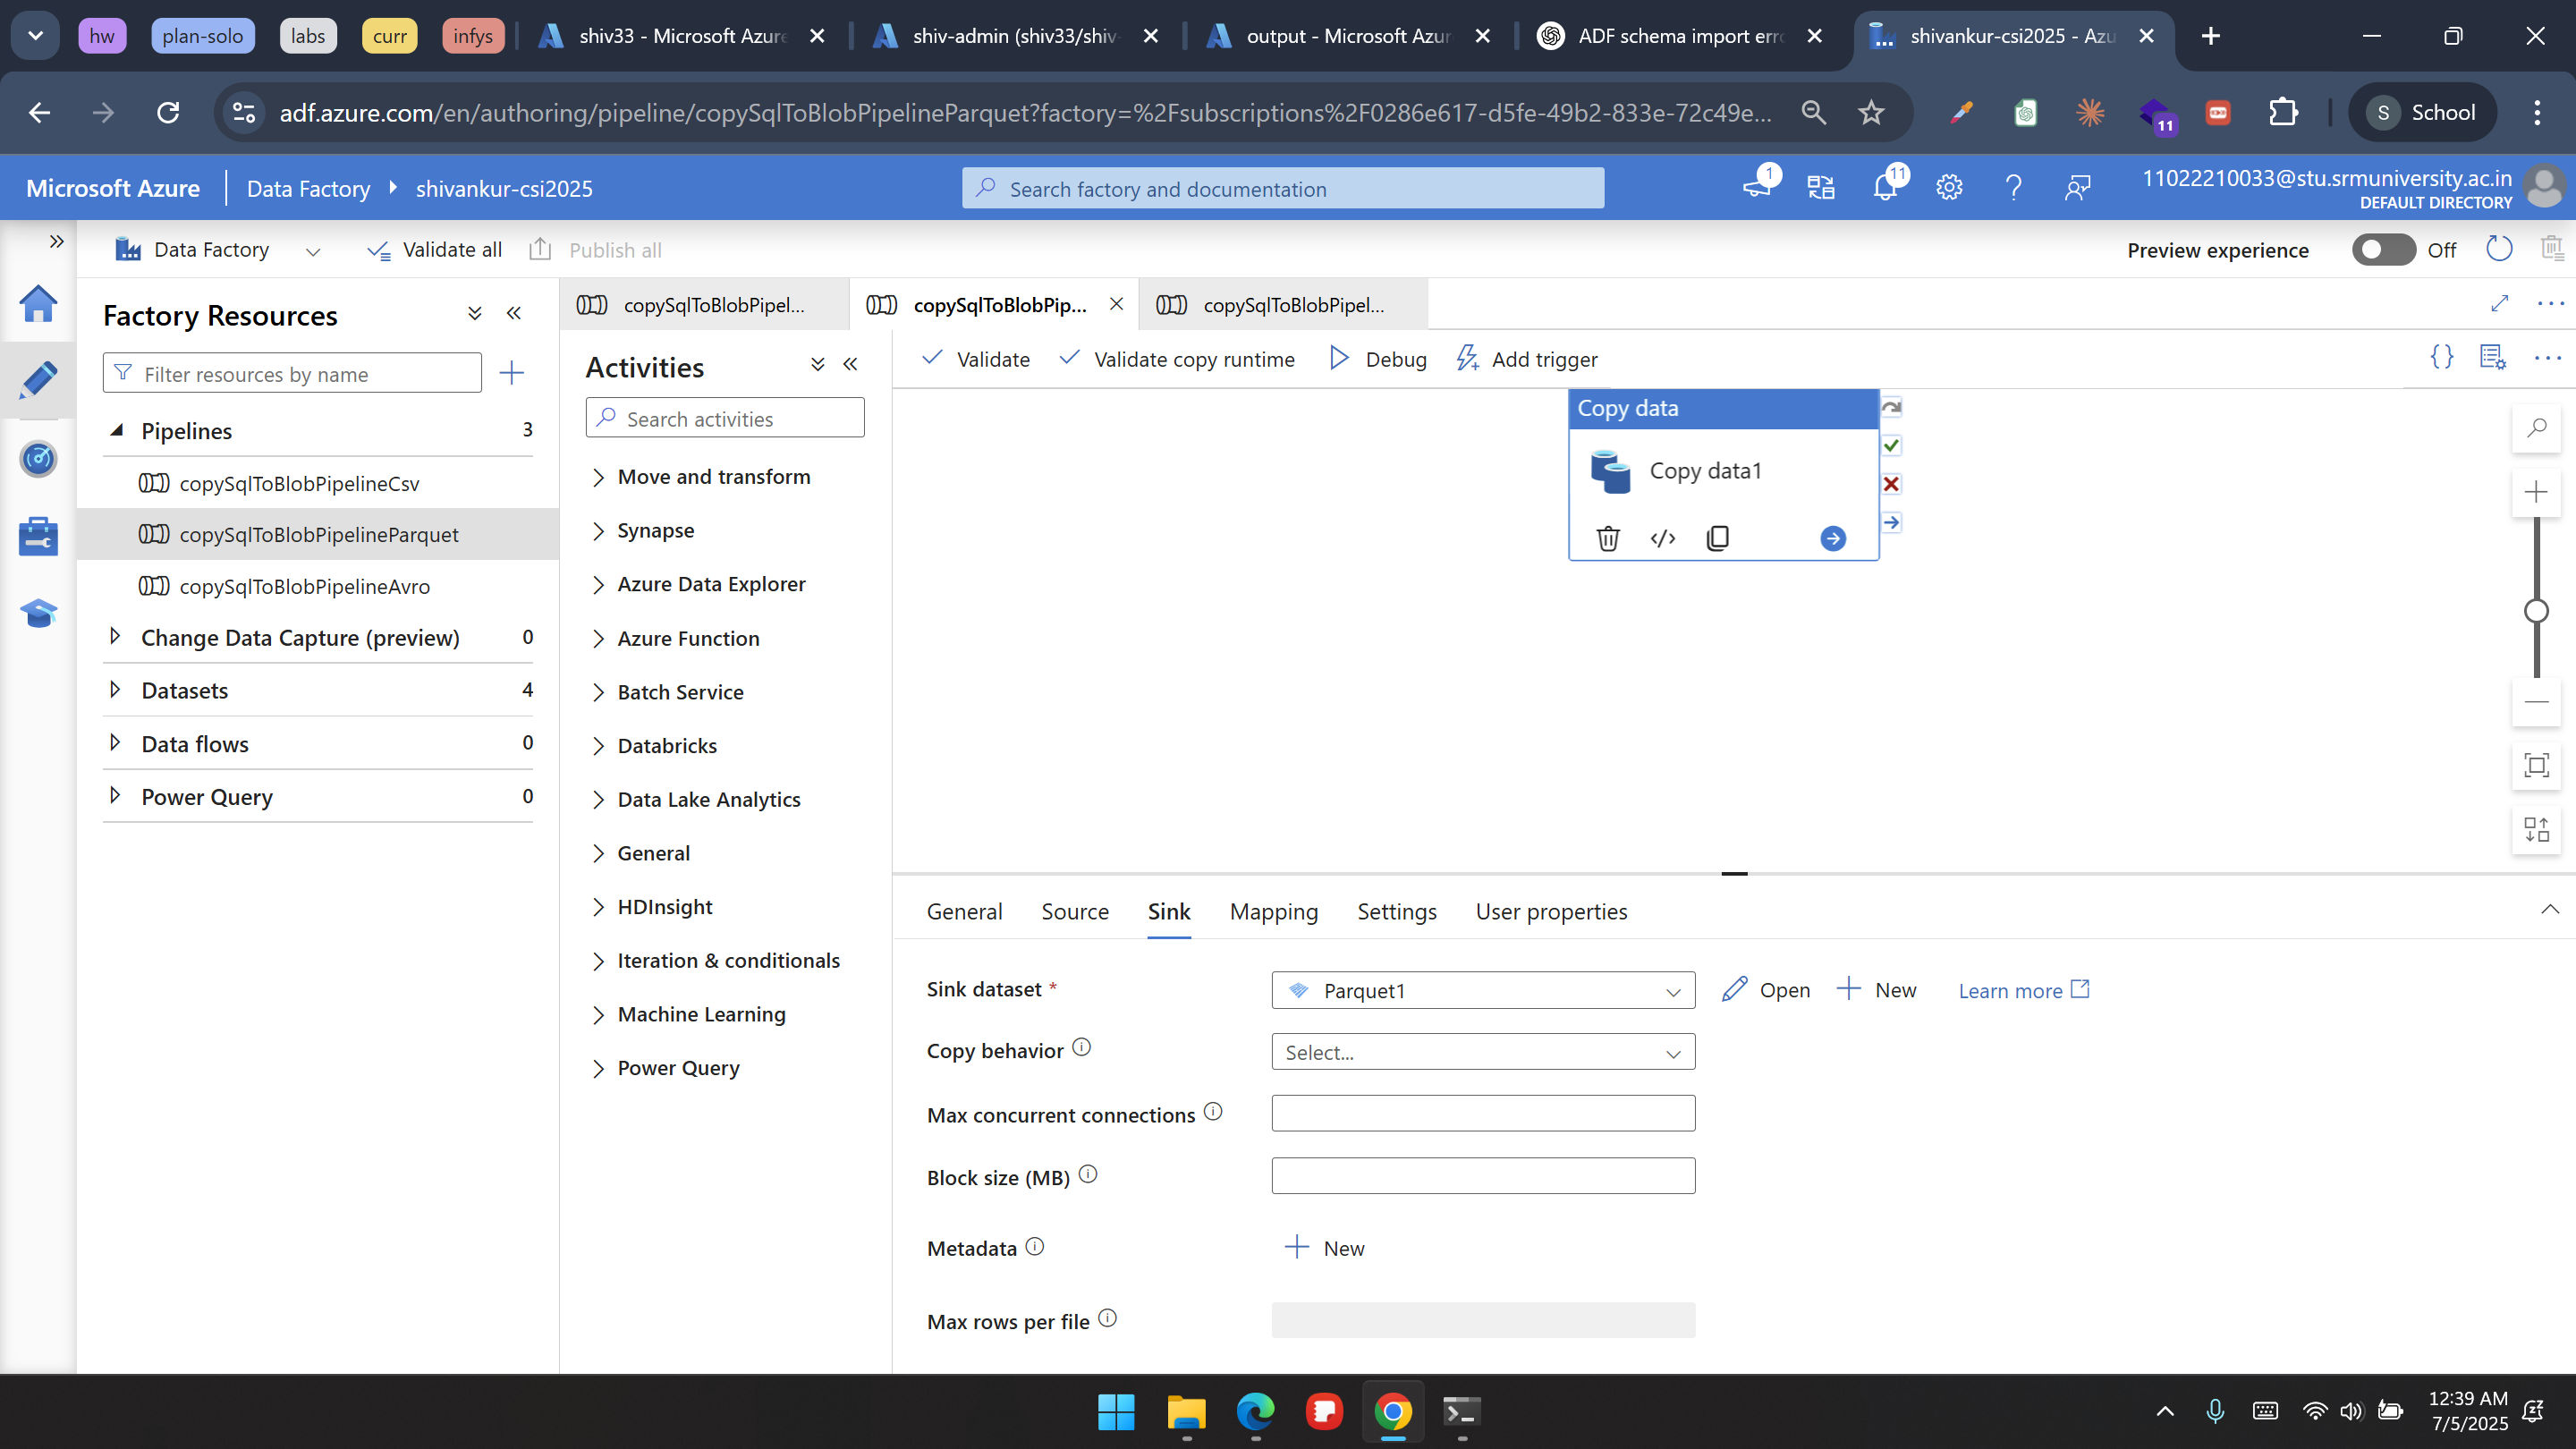 hw
plan-solo
labs
curr
infys
shiv33 - Microsoft Azure
shiv-admin (shiv33/shiv-
output - Microsoft Azur
ADF schema import erro
shivankur-csi2025 - Azu
adf.azure.com/en/authoring/pipeline/copySqlToBlobPipelineParquet?factory=%2Fsubscriptions%2F0286e617-d5fe-49b2-833e-72c49e...
11
S
School
Microsoft Azure
Data Factory
shivankur-csi2025
Search factory and documentation
1
11
11022210033@stu.srmuniversity.ac.in
DEFAULT DIRECTORY
Data Factory
Validate all
Publish all
Preview experience
Off
Factory Resources
Filter resources by name
Pipelines 3
copySqlToBlobPipelineCsv
copySqlToBlobPipelineParquet
copySqlToBlobPipelineAvro
Change Data Capture (preview) 0
Datasets 4
Data flows 0
Power Query 0
copySqlToBlobPipel...
copySqlToBlobPip...
copySqlToBlobPipel...
Activities
Search activities
Move and transform
Synapse
Azure Data Explorer
Azure Function
Batch Service
Databricks
Data Lake Analytics
General
HDInsight
Iteration & conditionals
Machine Learning
Power Query
Validate
Validate copy runtime
Debug
Add trigger
Copy data
Copy data1
General
Source
Sink
Mapping
Settings
User properties
Sink dataset *
Parquet1
Open
New
Learn more
Copy behavior
Select...
Max concurrent connections
Block size (MB)
Metadata
New
Max rows per file
12:39 AM
7/5/2025